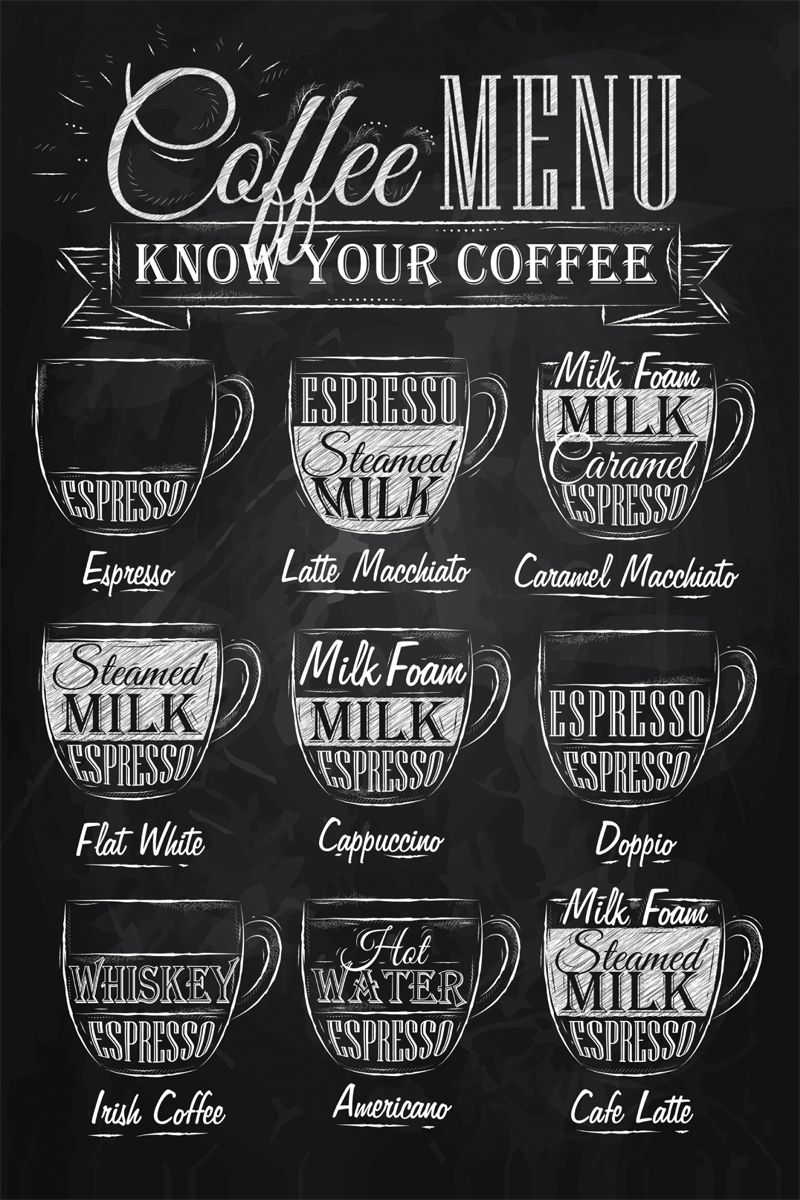 Coffee MENU
KNOW YOUR COFFEE
ESPRESSO
Espresso
ESPRESSO
Steamed
MILK
Latte Macchiato
Milk Foam
MILK
Caramel
ESPRESSO
Caramel Macchiato
Steamed
MILK
ESPRESSO
Flat White
Milk Foam
MILK
ESPRESSO
Cappuccino
ESPRESSO
ESPRESSO
Doppio
WHISKEY
ESPRESSO
Irish Coffee
Hot
WATER
ESPRESSO
Americano
Milk Foam
Steamed
MILK
ESPRESSO
Cafe Latte